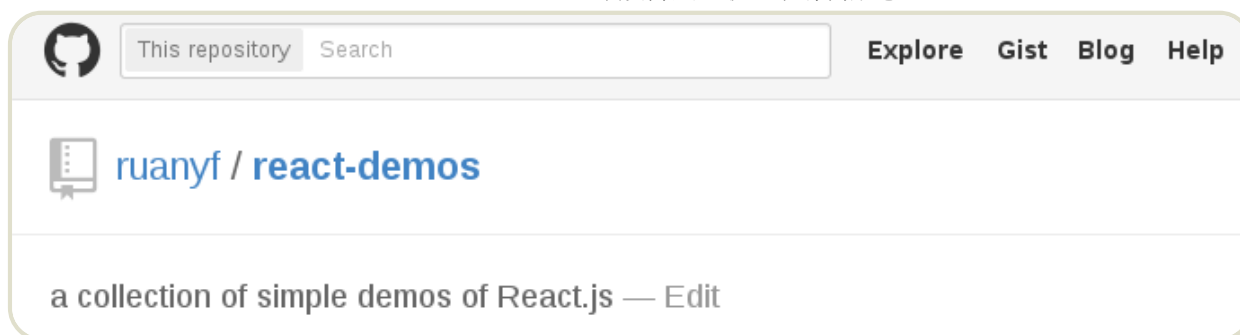 This repository Search Explore Gist Blog Help
ruanyf / react-demos
a collection of simple demos of React.js — Edit